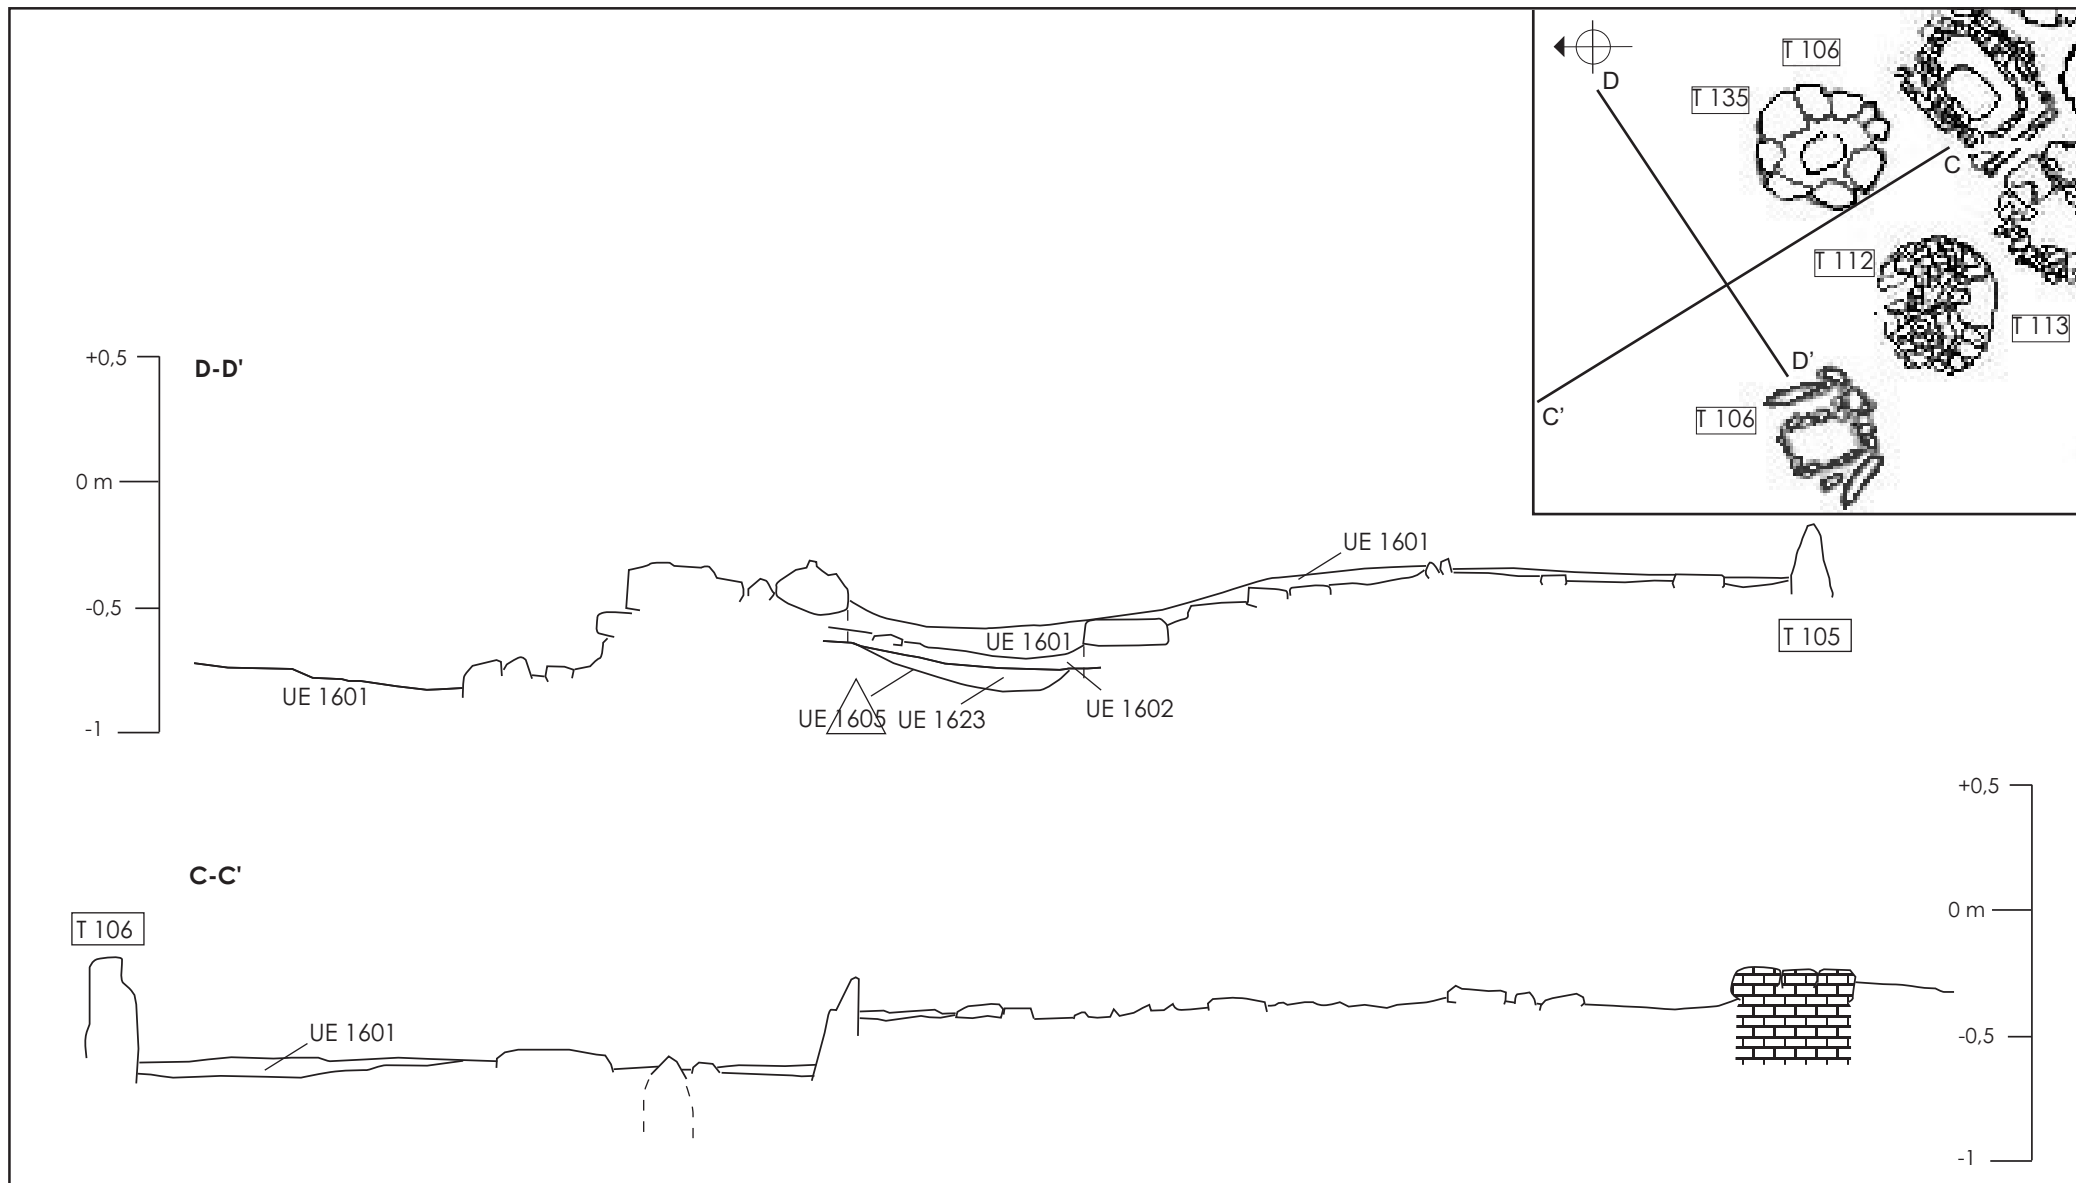 T 106
D
T 135
C
T 112
T 113
D'
C'
T 106
+0,5
D-D'
0 m
UE 1601
-0,5
UE 1601
T 105
UE 1601
UE 1602
UE 1605
UE 1623
-1
+0,5
C-C'
0 m
T 106
UE 1601
-0,5
-1